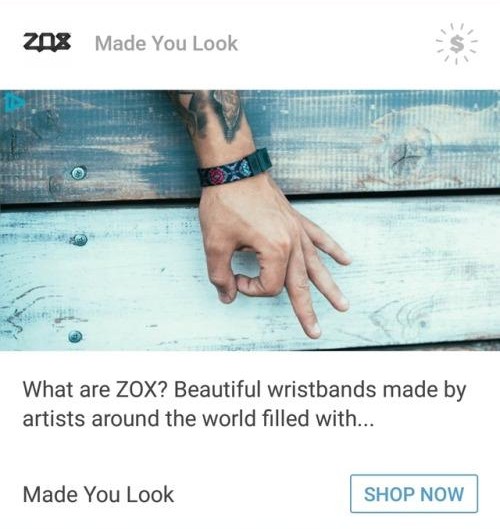 ZOX Made You Look
$
What are ZOX? Beautiful wristbands made by
artists around the world filled with...
Made You Look
SHOP NOW